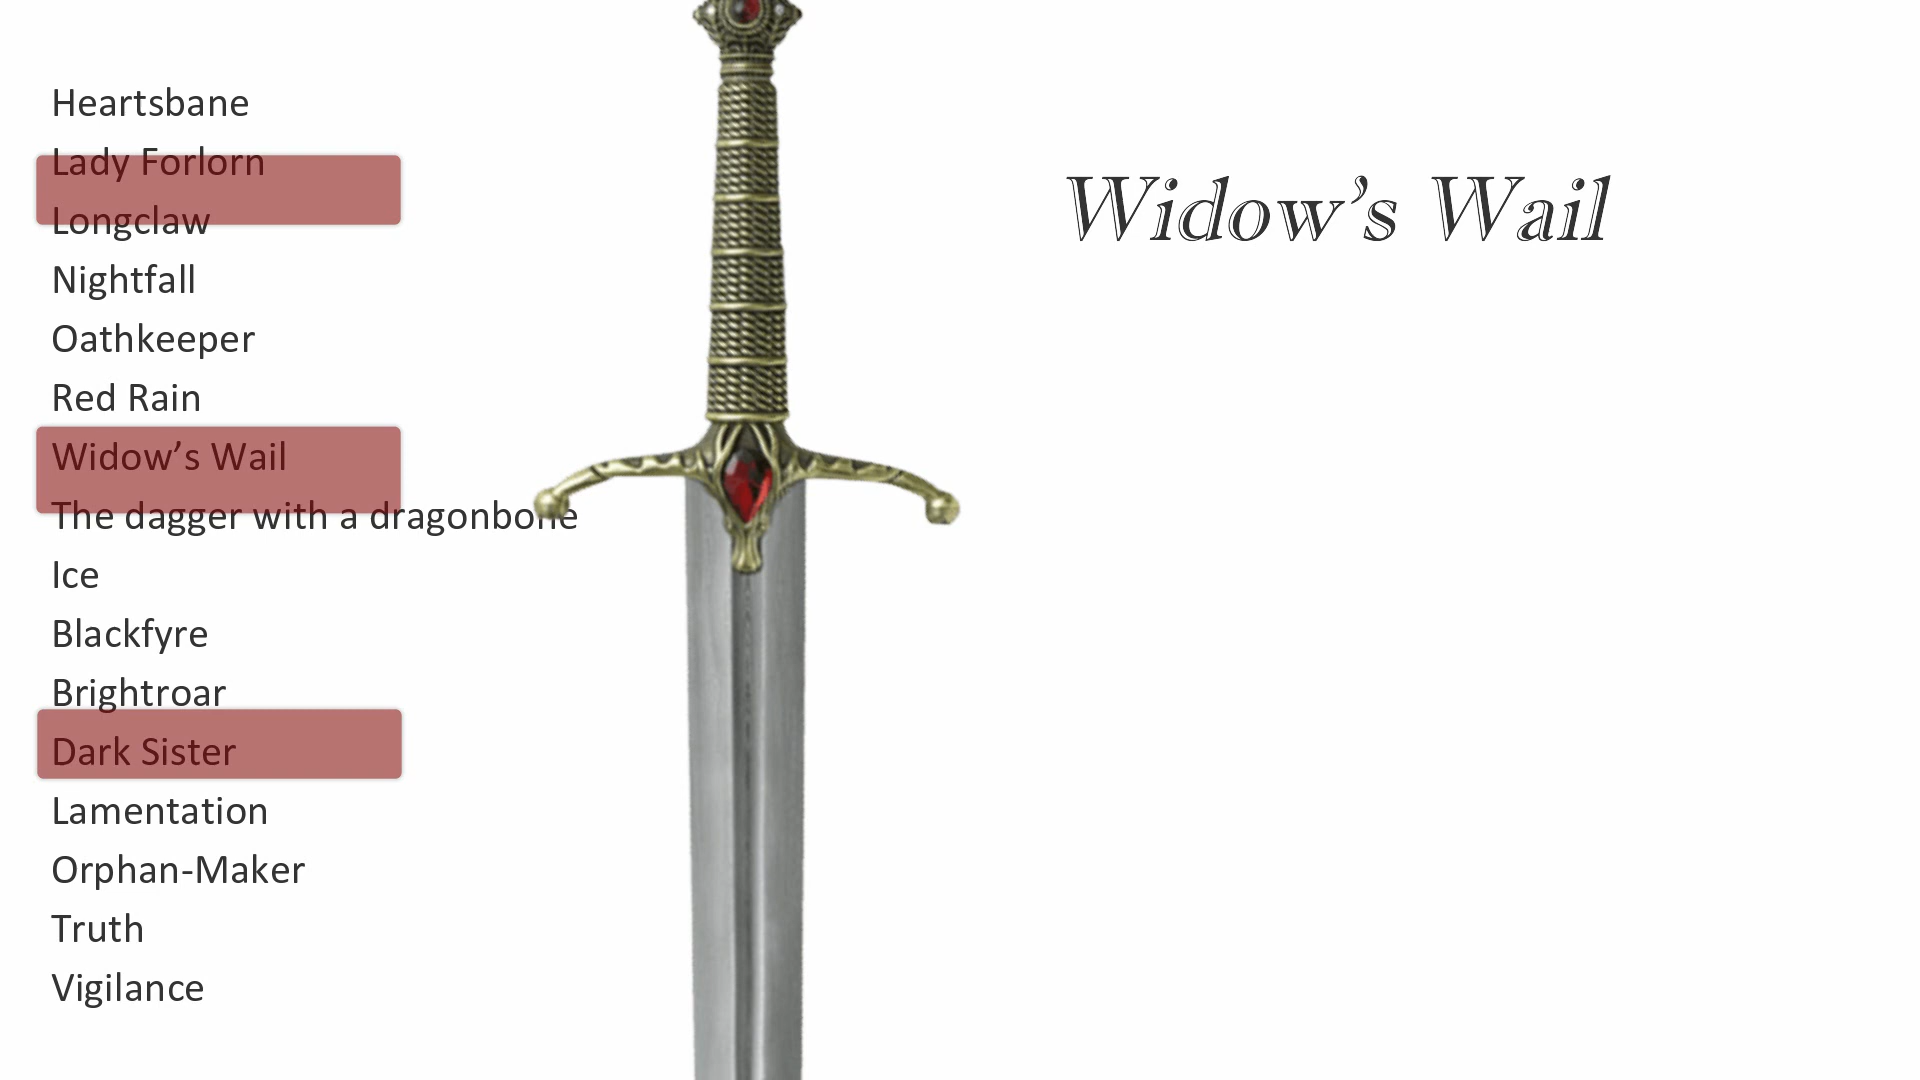 Heartsbane
Lady Forlorn
Longclaw
Nightfall
Oathkeeper
Red Rain
Widow’s Wail
The dagger with a dragonbone
Ice
Blackfyre
Brightroar
Dark Sister
Lamentation
Orphan-Maker
Truth
Vigilance
Widow’s Wail